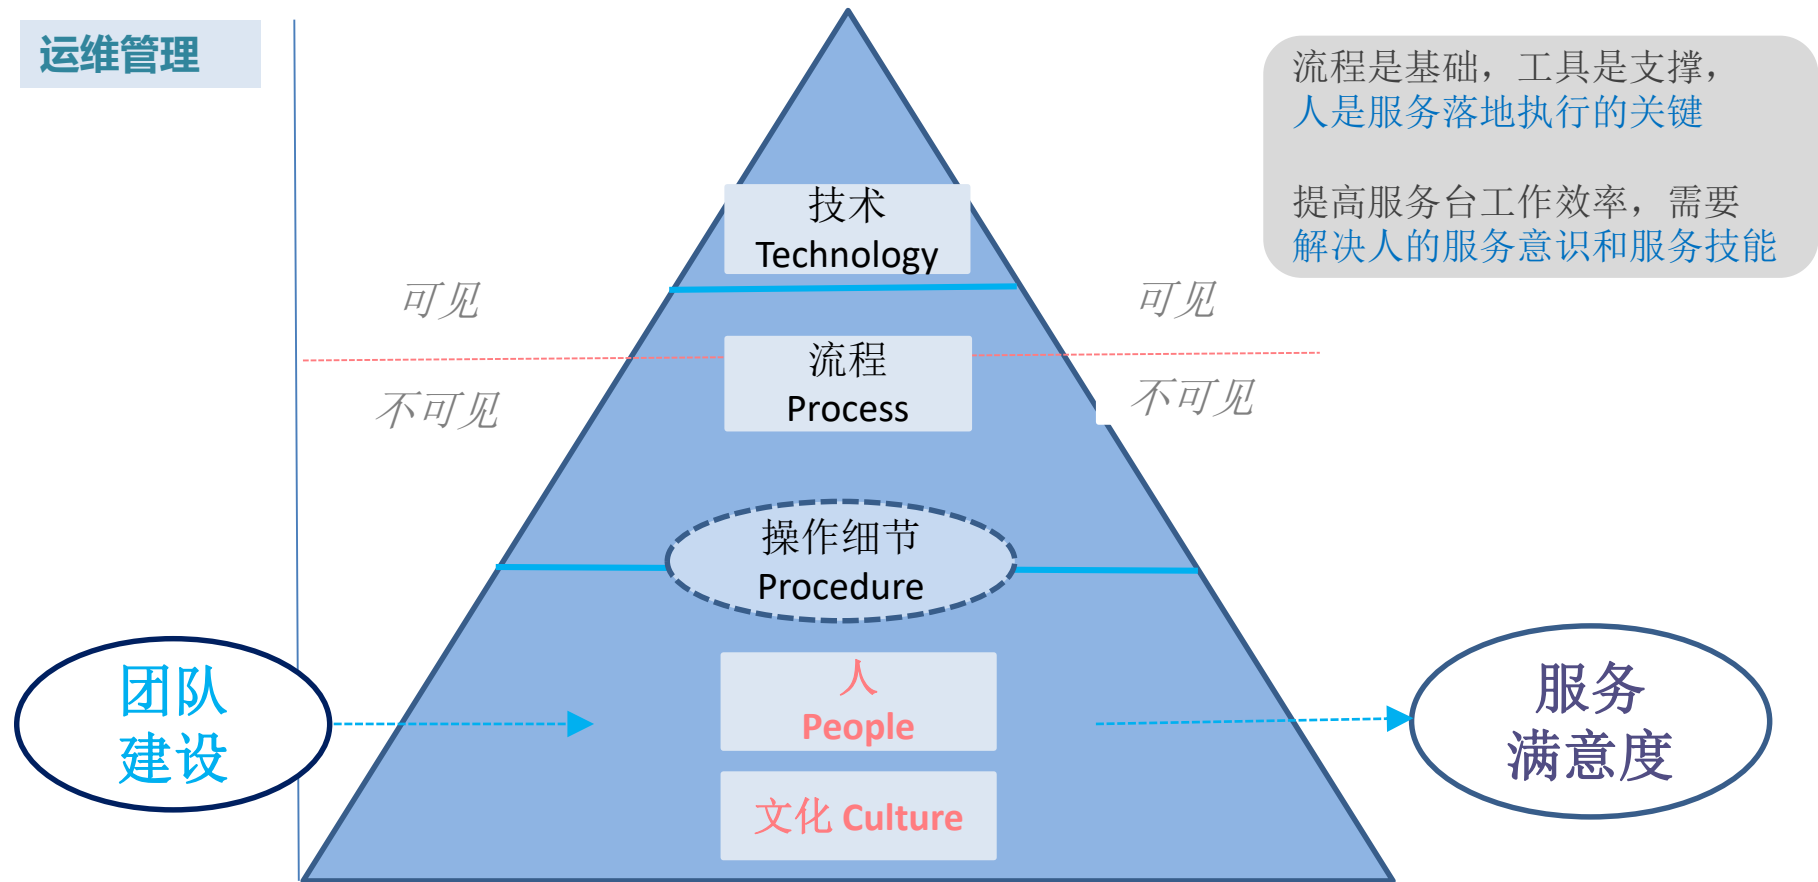 运维管理
流程是基础，工具是支撑，
人是服务落地执行的关键
提高服务台工作效率，需要
解决人的服务意识和服务技能
技术
Technology
可见
可见
流程
Process
不可见
不可见
操作细节
Procedure
团队
建设
人
People
服务
满意度
文化 Culture